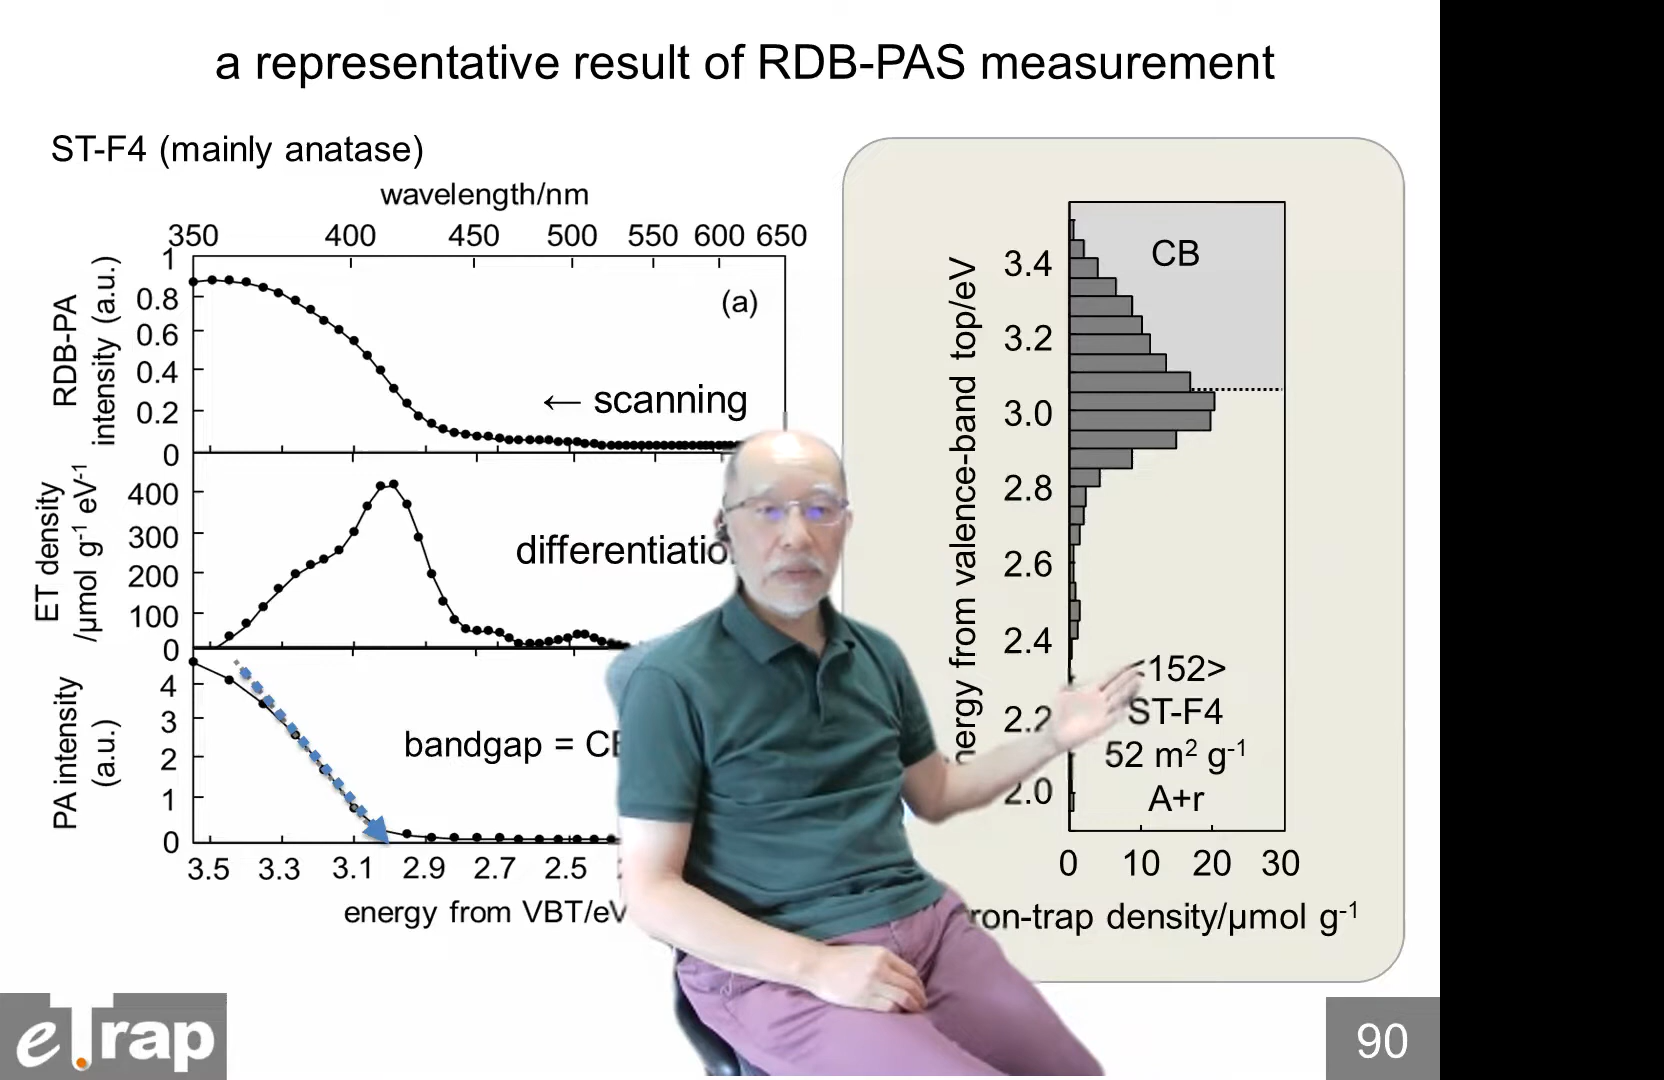 a representative result of RDB-PAS measurement
ST-F4 (mainly anatase)
wavelength/nm
350 400 450 500 550 600 650
RDB-PA
intensity (a.u.)
1
0.8
0.6
0.4
0.2
0
(a)
← scanning
ET density
/µmol g-1 eV-1
400
300
200
100
0
PA intensity
(a.u.)
4
3
2
1
0
bandgap =
3.5 3.3 3.1 2.9 2.7 2.5
energy from VBT/eV
from valence-band top/eV
3.4
3.2
3.0
2.8
2.6
2.4
2.2
2.0
CB
<152>
ST-F4
52 m2 g-1
A+r
0 10 20 30
density/µmol g-1
eTrap
90